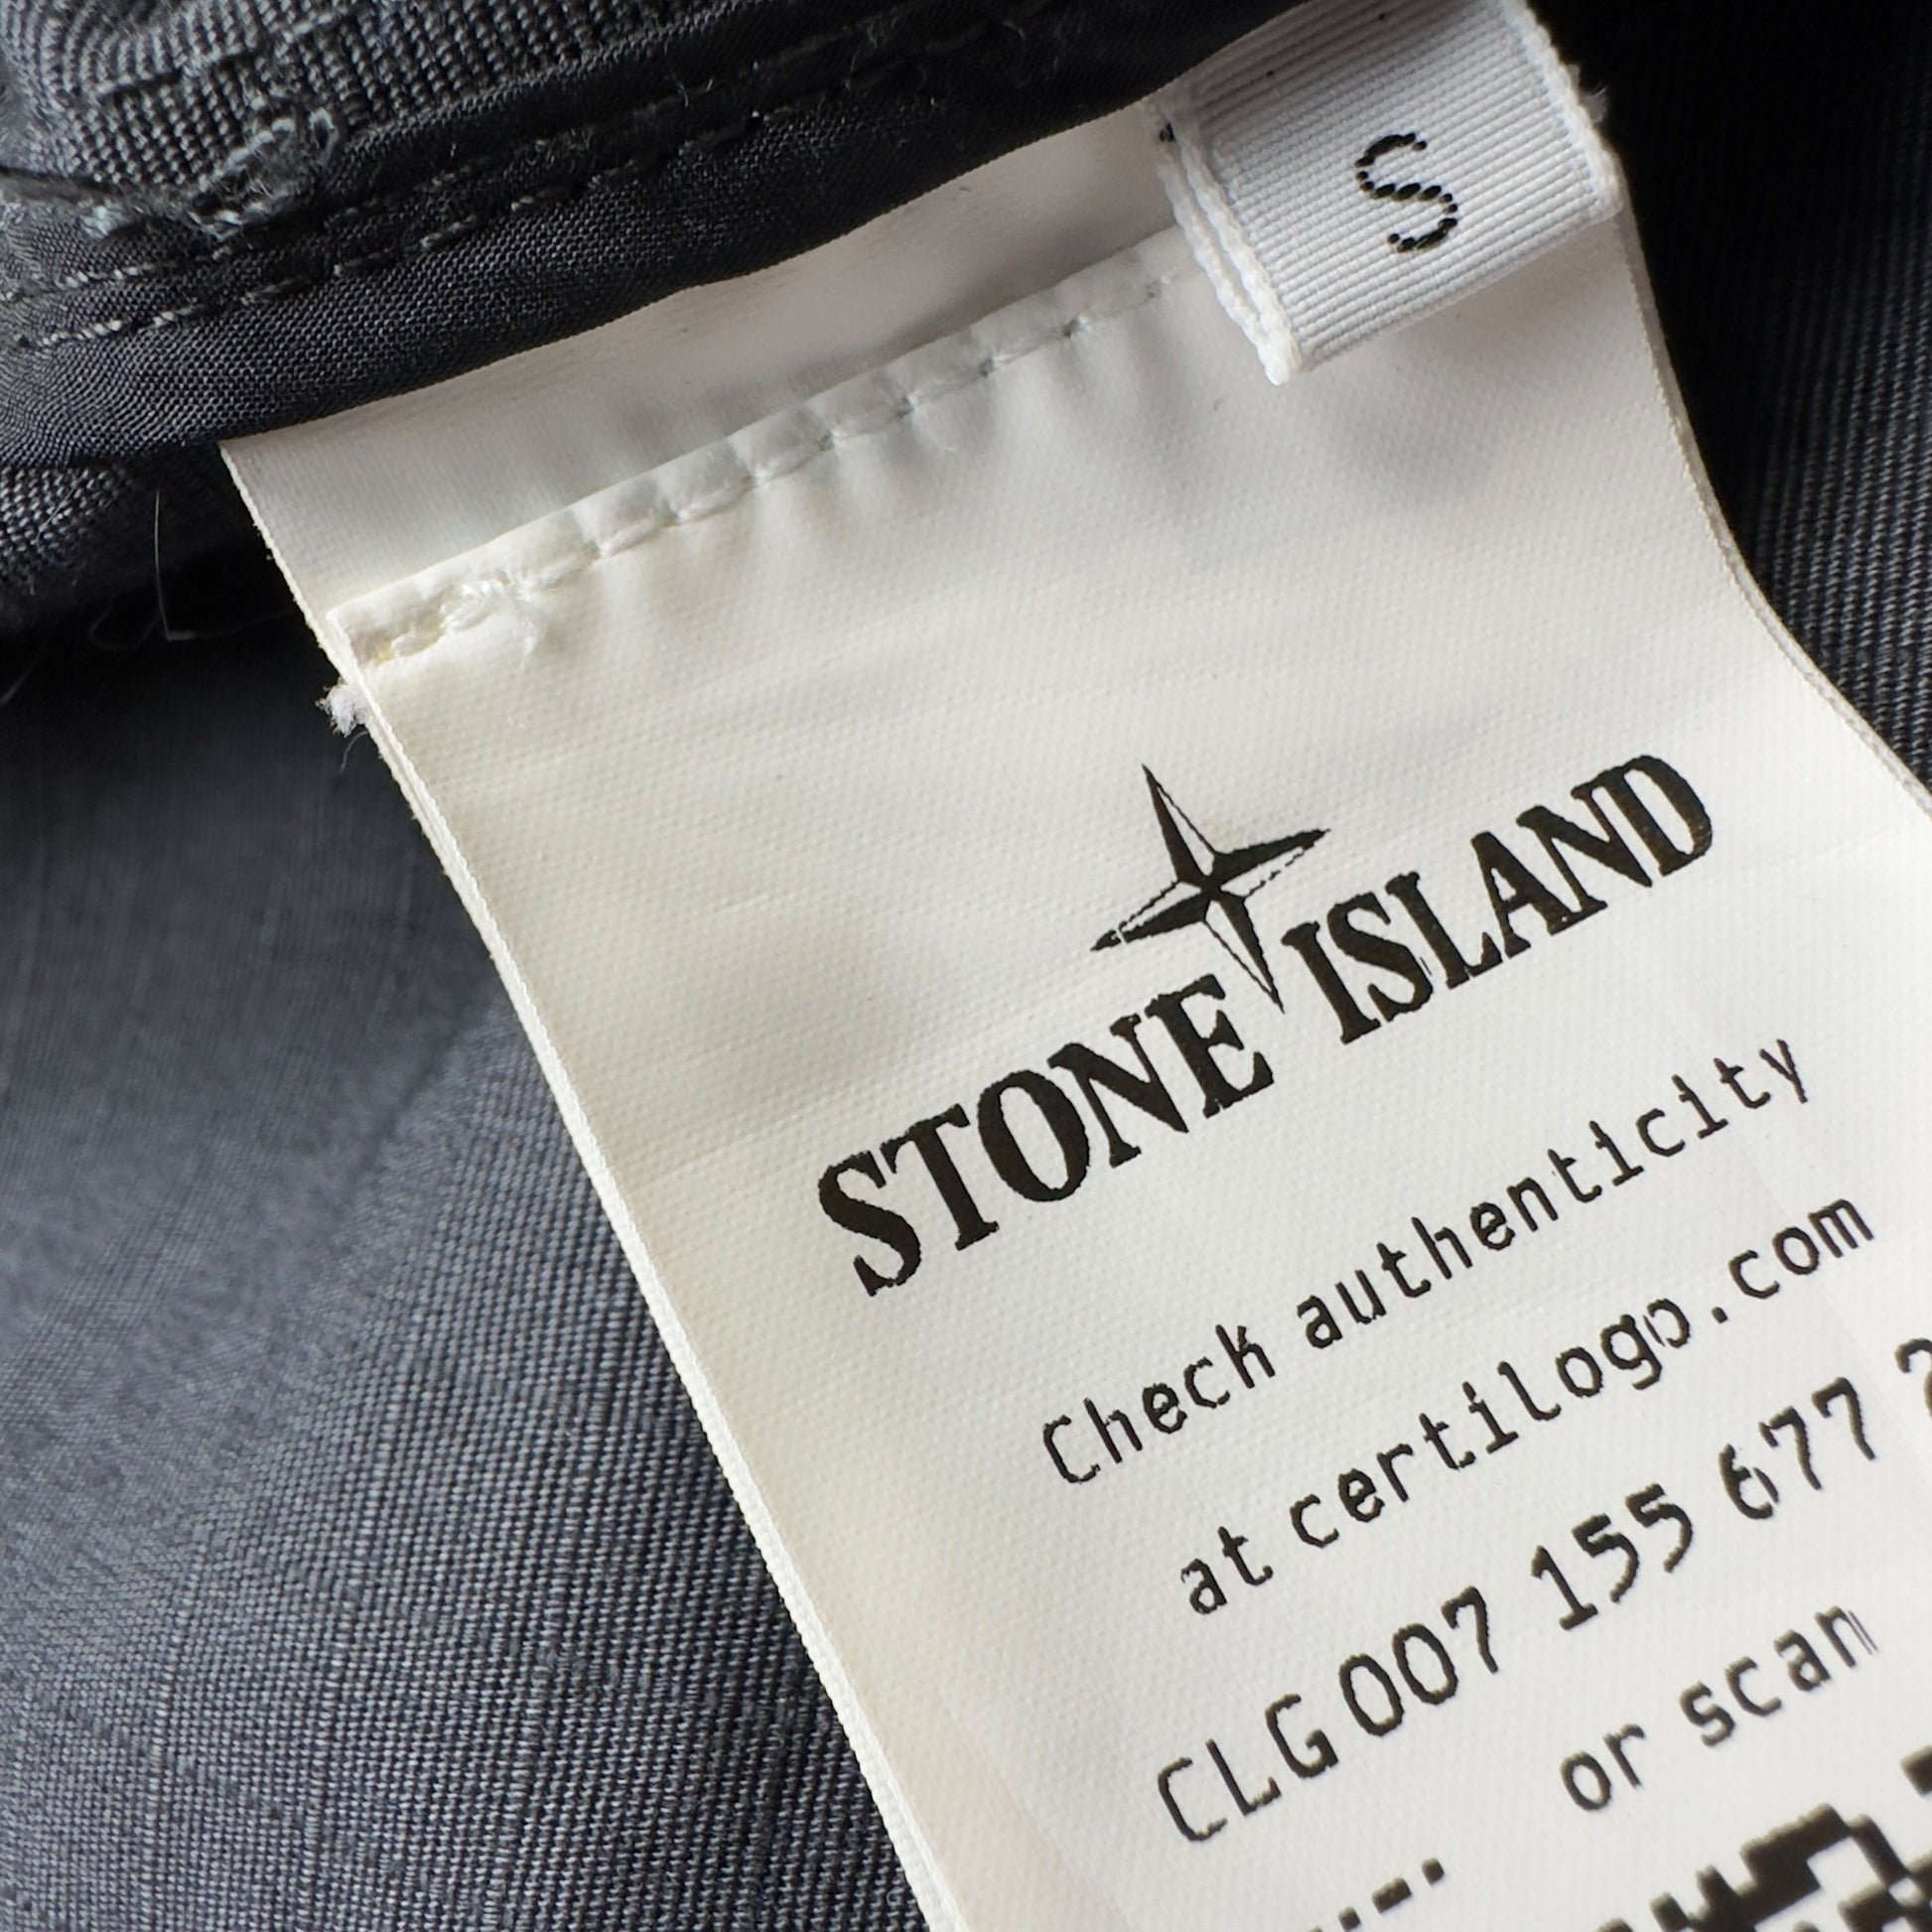 S
STONE ISLAND
Check authenticity
at certilogo.com
CLG 007 155 677
or scan